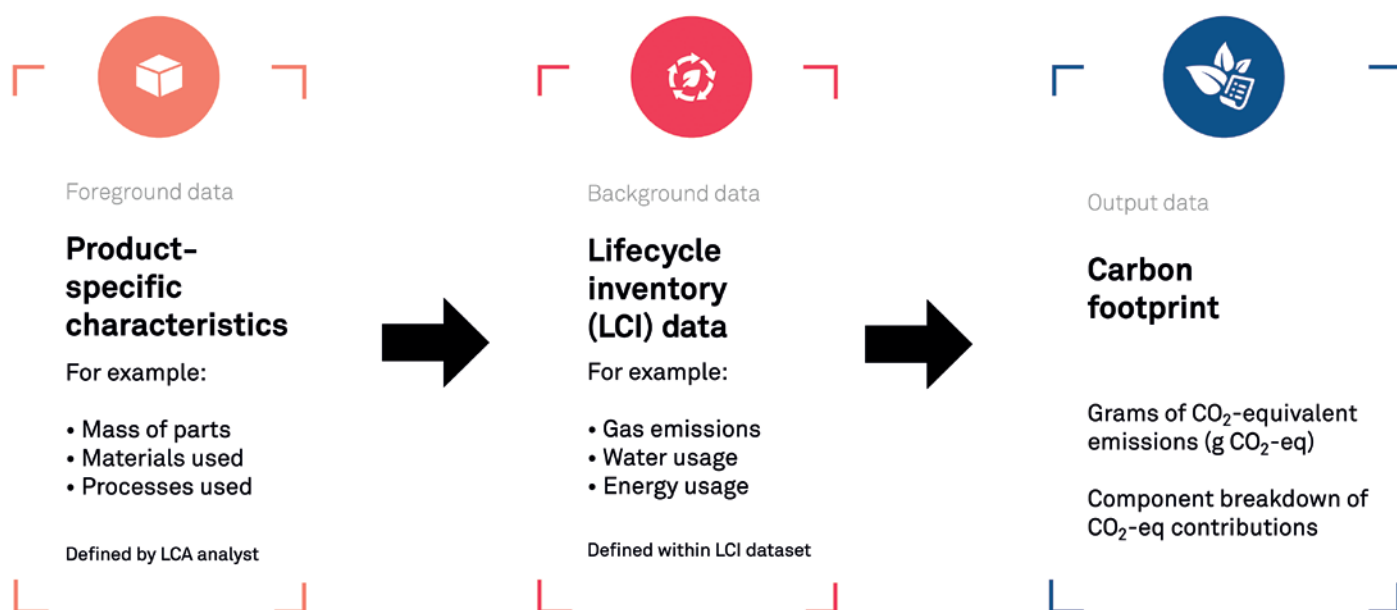 Foreground data
Product-
specific
characteristics
For example:
• Mass of parts
• Materials used
• Processes used
Defined by LCA analyst
Background data
Lifecycle
inventory
(LCI) data
For example:
• Gas emissions
• Water usage
• Energy usage
Defined within LCI dataset
Output data
Carbon
footprint
Grams of CO₂-equivalent
emissions (g CO₂-eq)
Component breakdown of
CO₂-eq contributions